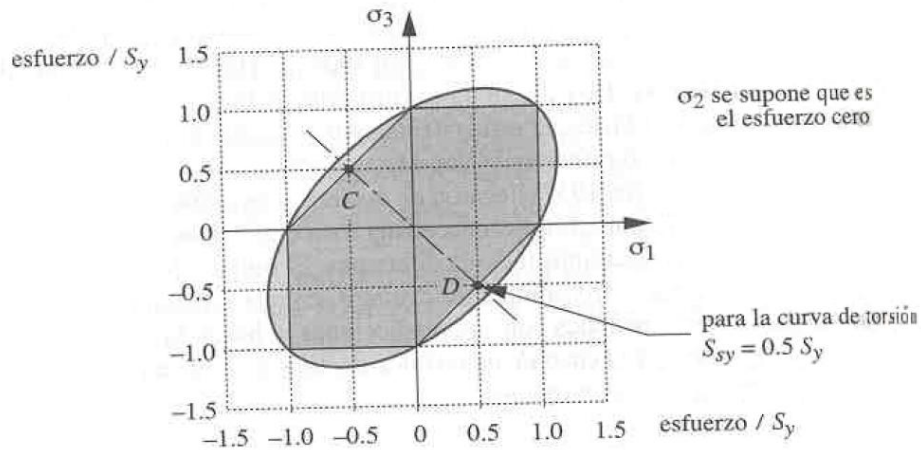 σ3
esfuerzo / Sy
1.5
1.0
0.5
0
−0.5
−1.0
−1.5
−1.5 −1.0 −0.5 0 0.5 1.0 1.5
esfuerzo / Sy
σ1
C
D
σ2 se supone que es
el esfuerzo cero
para la curva de torsión
Ssy = 0.5 Sy